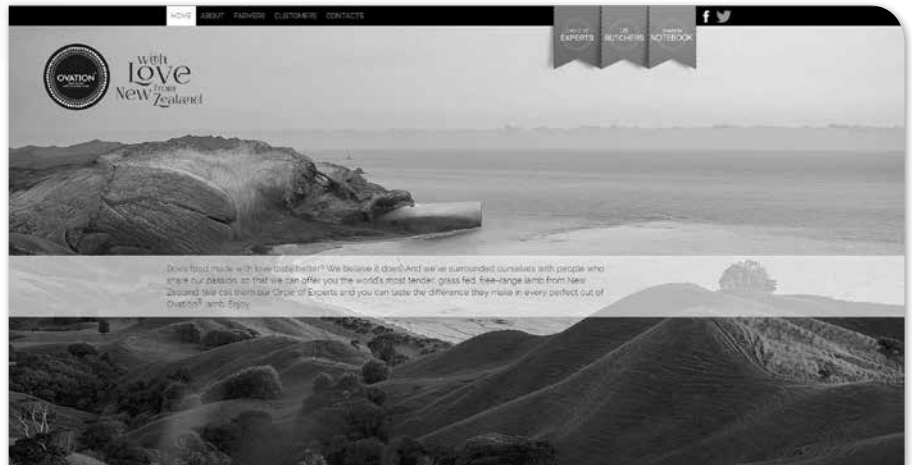 HOME ABOUT FARMERS CUSTOMERS CONTACTS
EXPERTS
BUTCHERS
NOTEBOOK
f
OVATION
With
Love
from
New Zealand
Does food made with love taste better? We believe it does! And we've surrounded ourselves with people who
share our passion, so that we can offer you the world's most tender, grass fed, free-range lamb from New
Zealand. We call them our Circle of Experts and you can taste the difference they make in every perfect cut of
Ovation® lamb. Enjoy